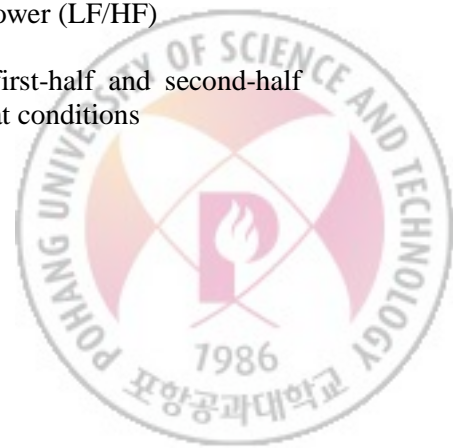 ower (LF/HF)
first-half and second-half
at conditions
POHANG UNIVERSITY OF SCIENCE AND TECHNOLOGY
1986
포항공과대학교